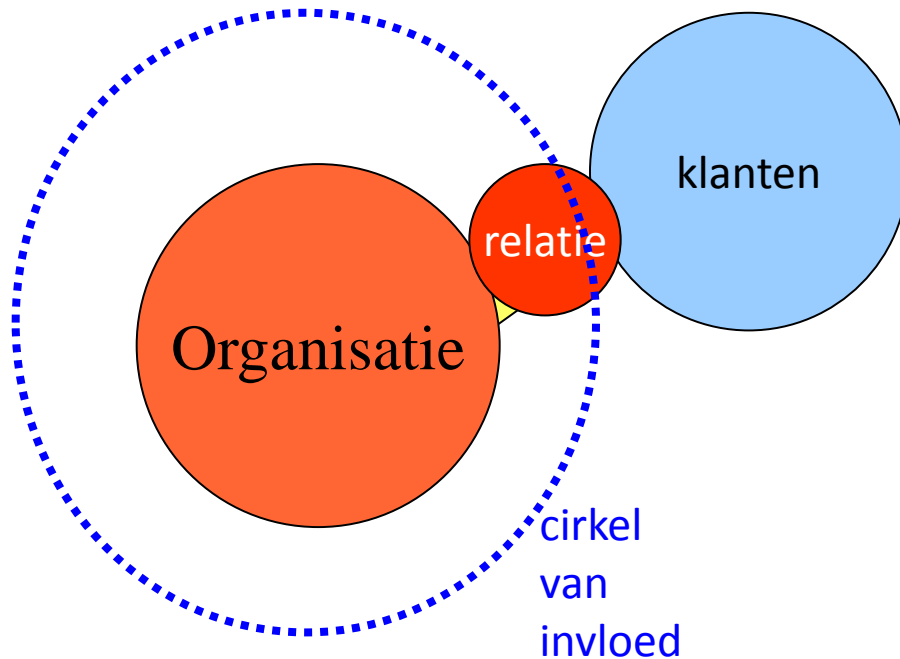 klanten
relatie
Organisatie
cirkel
van
invloed